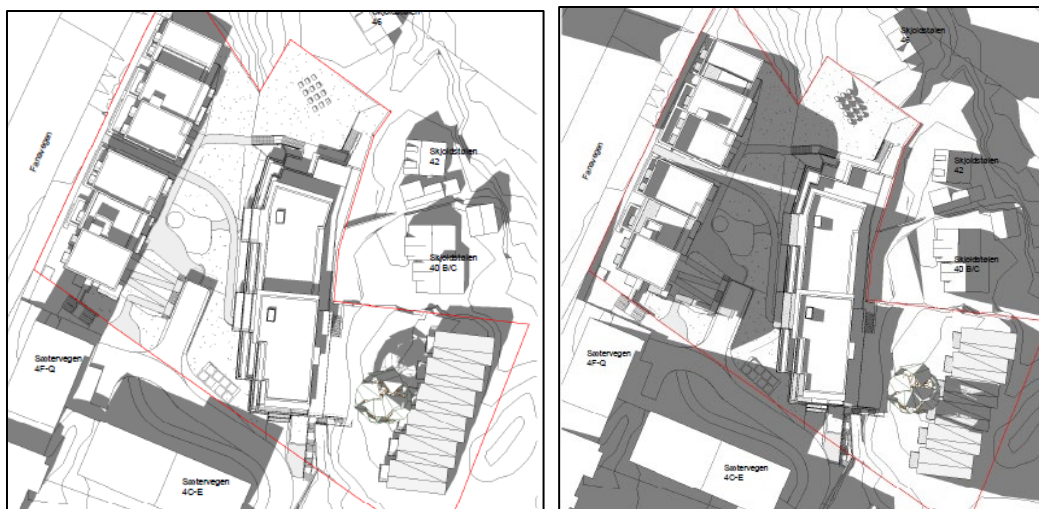 Skjoldstølen
46
Fanavegen
Skjoldstølen
42
Skjoldstølen
40 B/C
Sætervegen
4F-Q
Sætervegen
4C-E
Skjoldstølen
46
Fanavegen
Skjoldstølen
42
Skjoldstølen
40 B/C
Sætervegen
4F-Q
Sætervegen
4C-E